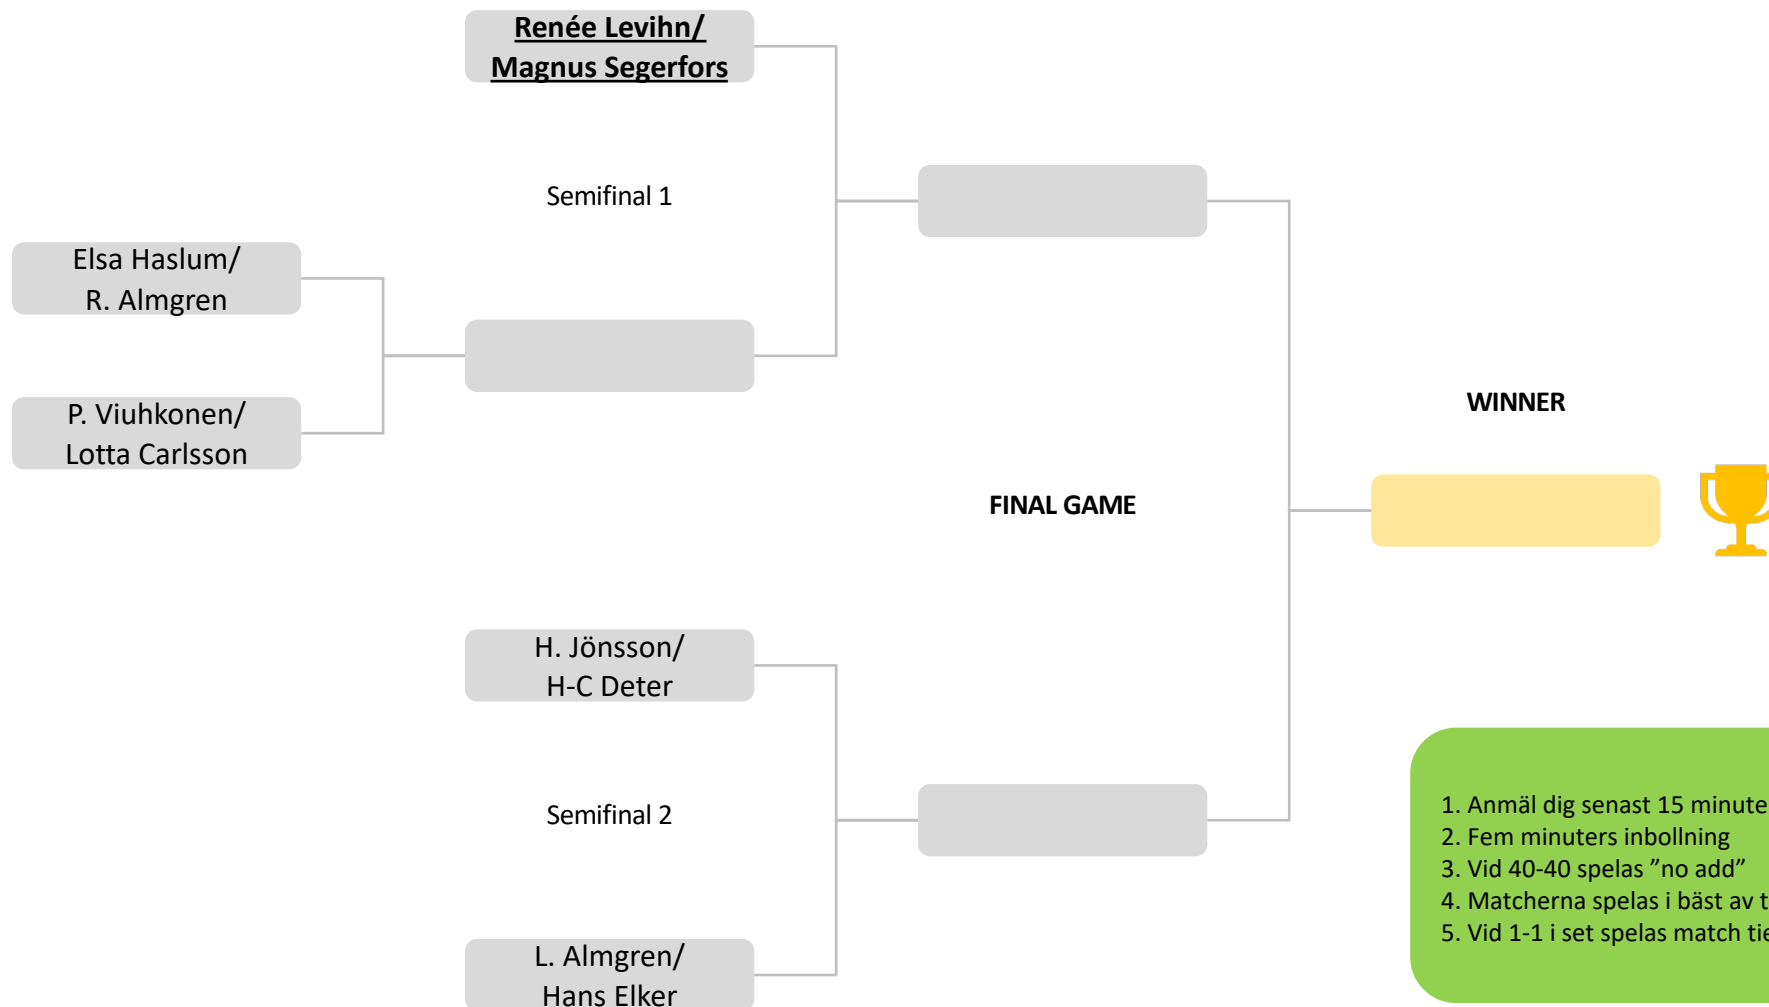 Renée Levihn/
Magnus Segerfors
Semifinal 1
Elsa Haslum/
R. Almgren
P. Viuhkonen/
Lotta Carlsson
WINNER
FINAL GAME
H. Jönsson/
H-C Deter
Semifinal 2
L. Almgren/
Hans Elker
1. Anmäl dig senast 15 minute
2. Fem minuters inbollning
3. Vid 40-40 spelas ”no add”
4. Matcherna spelas i bäst av t
5. Vid 1-1 i set spelas match tie